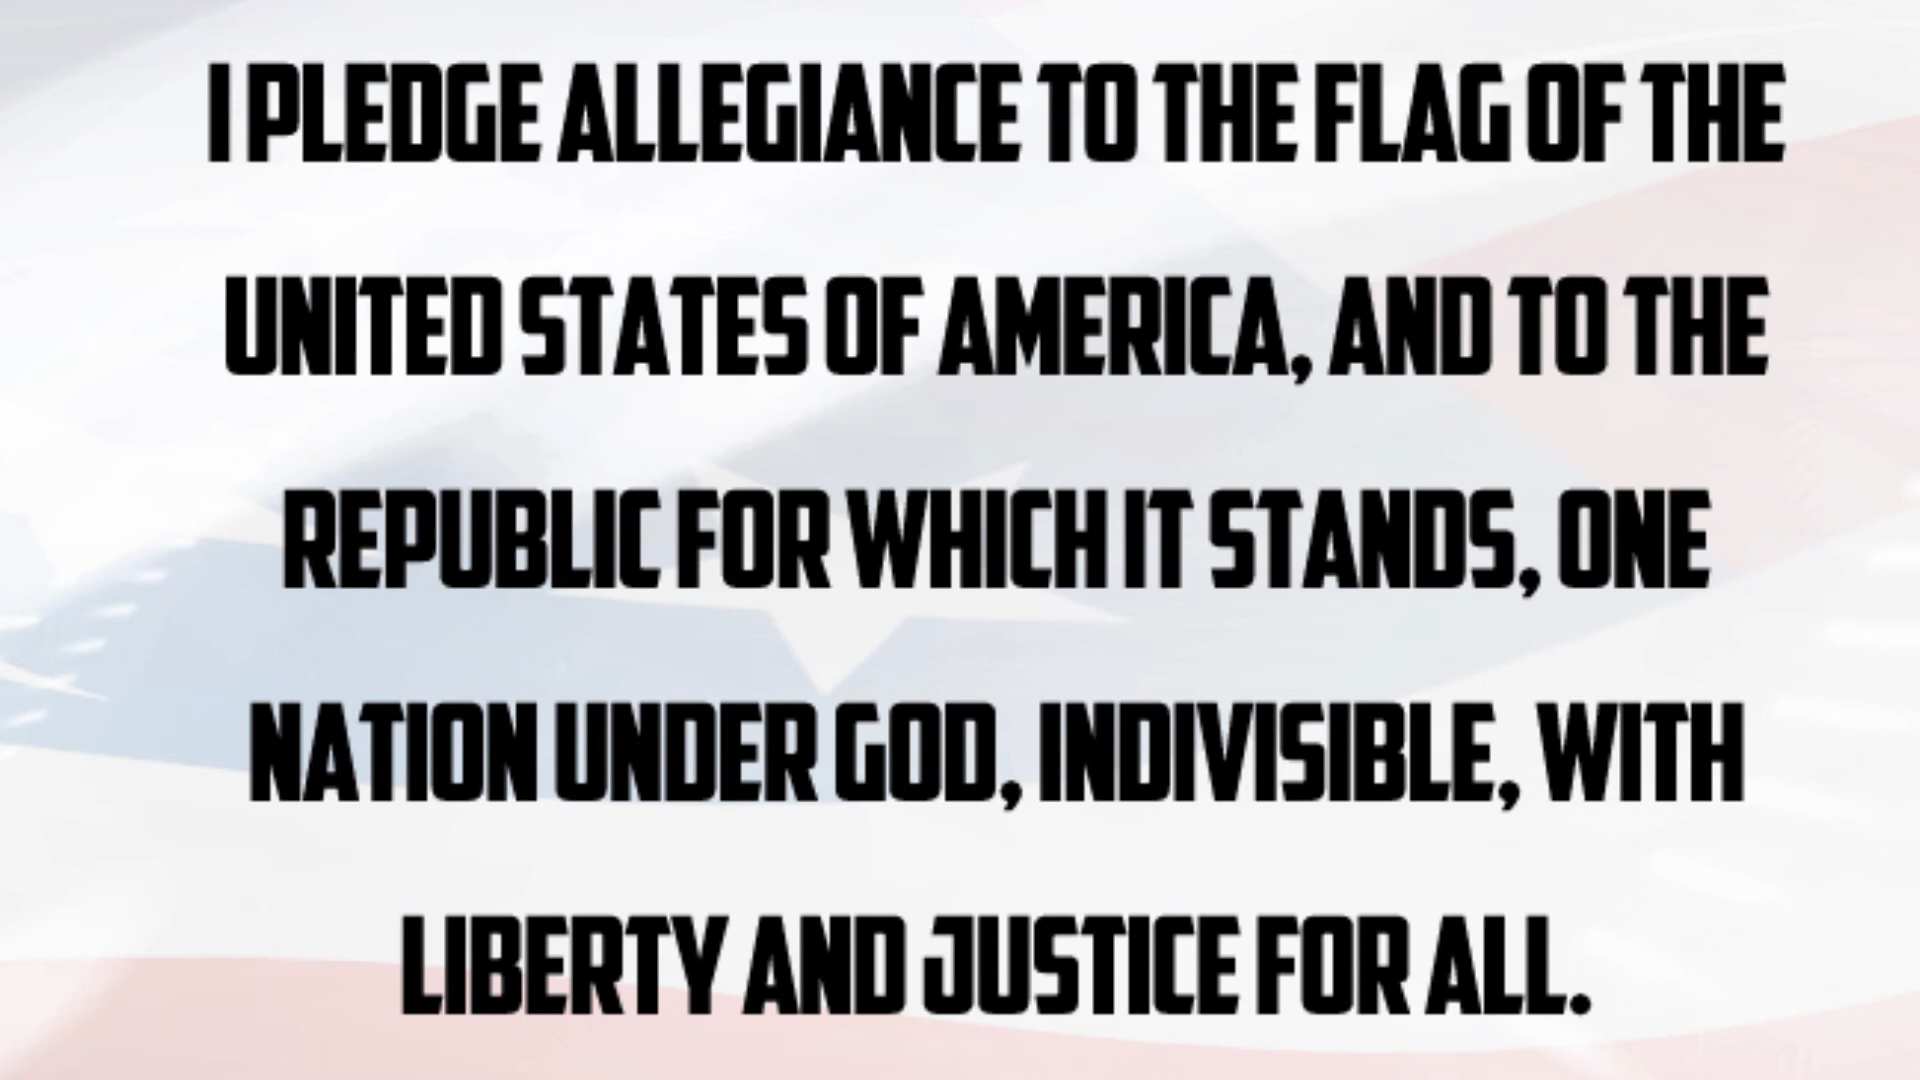 I PLEDGE ALLEGIANCE TO THE FLAG OF THE
UNITED STATES OF AMERICA, AND TO THE
REPUBLIC FOR WHICH IT STANDS, ONE
NATION UNDER GOD, INDIVISIBLE, WITH
LIBERTY AND JUSTICE FOR ALL.